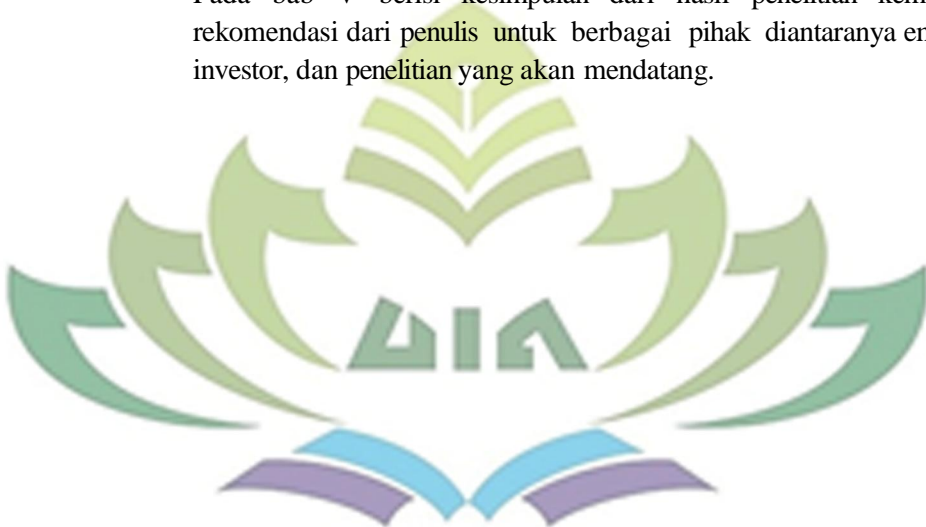 Pada bab V berisi kesimpulan dari hasil penelitian
rekomendasi dari penulis untuk berbagai pihak diantaranya
investor, dan penelitian yang akan mendatang.
UIN